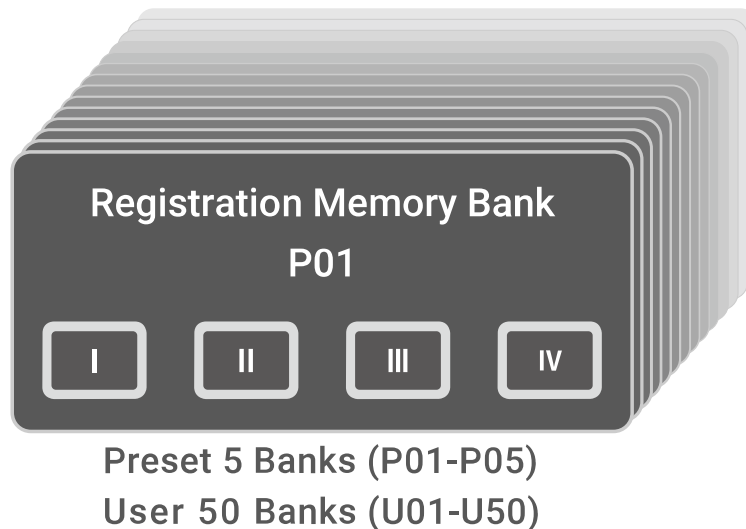 Registration Memory Bank
P01
I II III IV
Preset 5 Banks (P01-P05)
User 50 Banks (U01-U50)